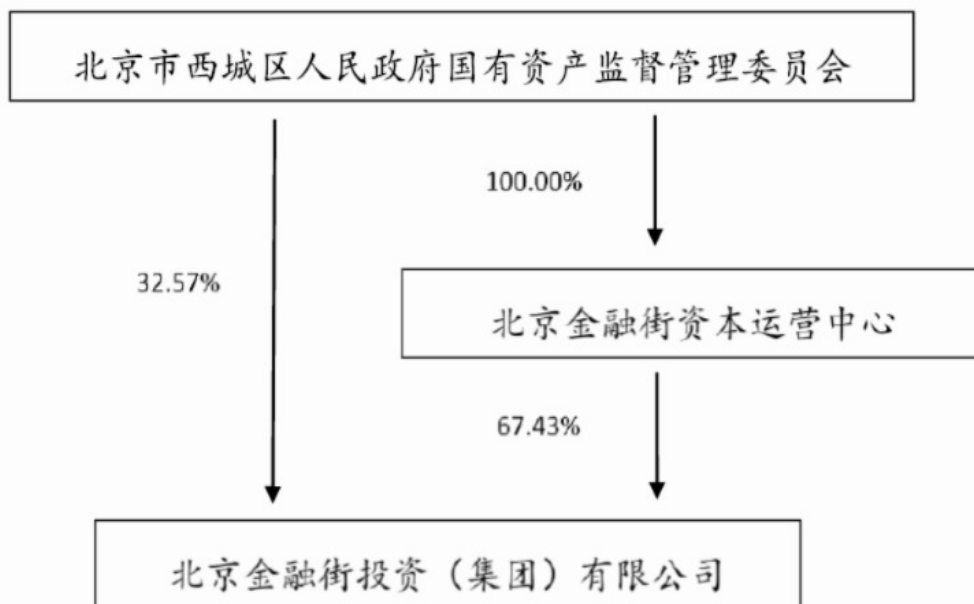 北京市西城区人民政府国有资产监督管理委员会
100.00%
32.57%
北京金融街资本运营中心
67.43%
北京金融街投资（集团）有限公司